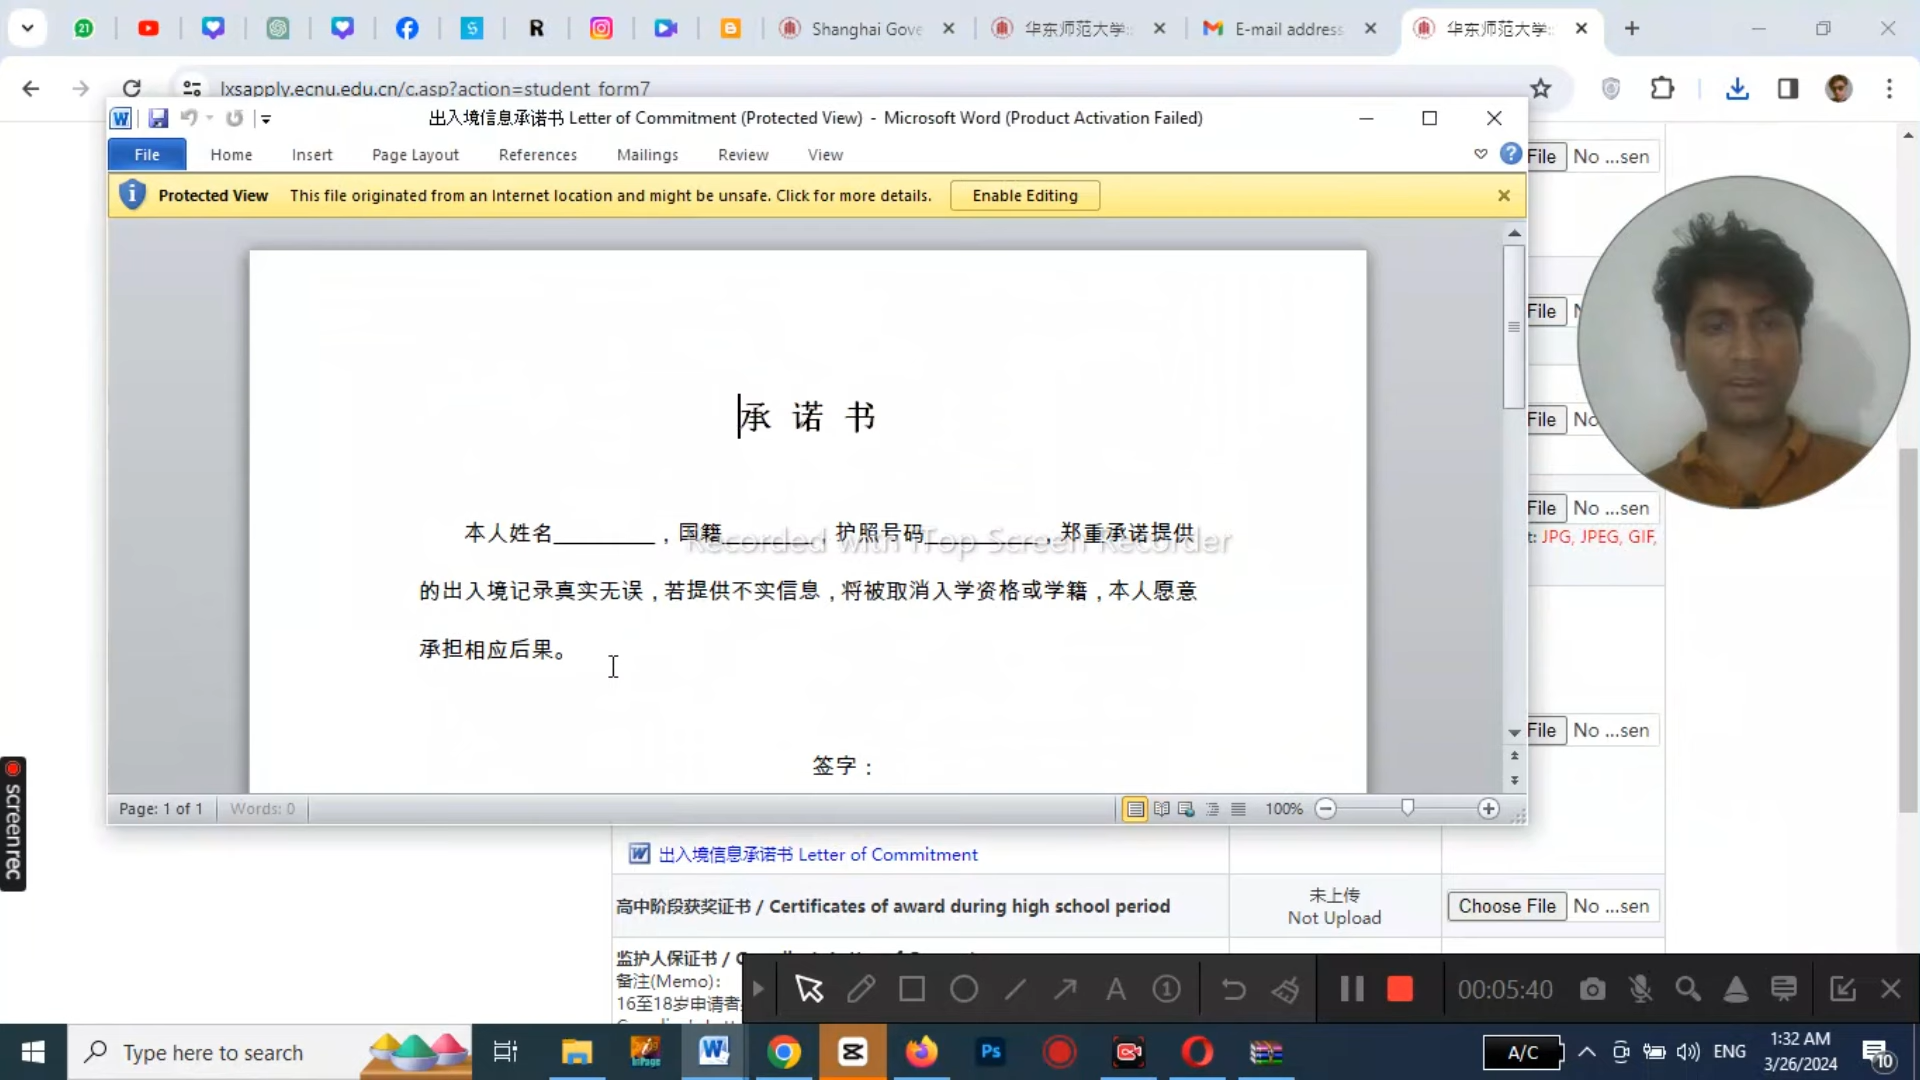 Shanghai Gove
华东师范大学:
E-mail address
华东师范大学:
lxsapply.ecnu.edu.cn/c.asp?action=student_form7
出入境信息承诺书 Letter of Commitment (Protected View) - Microsoft Word (Product Activation Failed)
File Home Insert Page Layout References Mailings Review View
Protected View This file originated from an Internet location and might be unsafe. Click for more details. Enable Editing
File No ...sen
File
File No
File No ...sen
t: JPG, JPEG, GIF,
File No ...sen
承 诺 书
本人姓名_________，国籍________，护照号码__________，郑重承诺提供
Recorded with iTop Screen Recorder
的出入境记录真实无误，若提供不实信息，将被取消入学资格或学籍，本人愿意
承担相应后果。
签字：
Page: 1 of 1 Words: 0 100%
出入境信息承诺书 Letter of Commitment
高中阶段获奖证书 / Certificates of award during high school period
未上传
Not Upload
Choose File No ...sen
监护人保证书 /
备注(Memo):
16至18岁申请者
00:05:40
screenrec
Type here to search
Ps
A/C
ENG
1:32 AM
3/26/2024
10
21